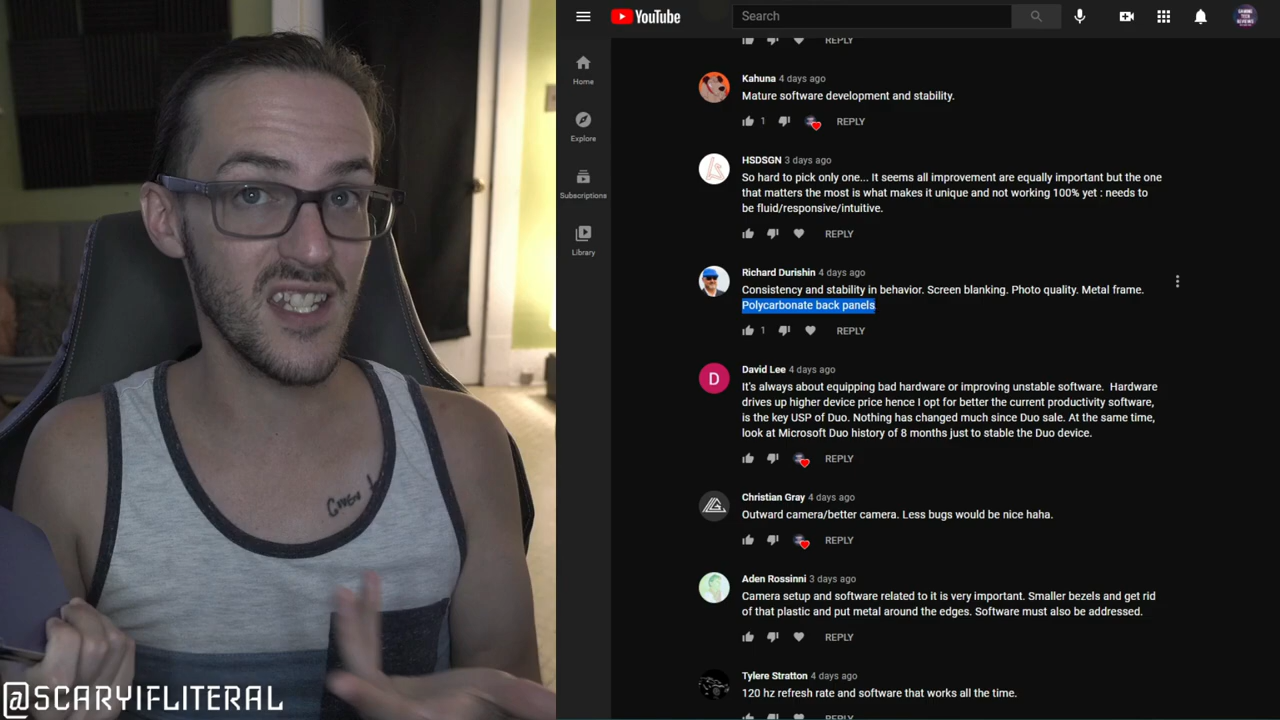 YouTube
Search
REPLY
Home
Explore
Subscriptions
Library
Kahuna 4 days ago
Mature software development and stability.
1 REPLY
HSDSGN 3 days ago
So hard to pick only one... It seems all improvement are equally important but the one
that matters the most is what makes it unique and not working 100% yet : needs to
be fluid/responsive/intuitive.
REPLY
Richard Durishin 4 days ago
Consistency and stability in behavior. Screen blanking. Photo quality. Metal frame.
Polycarbonate back panels.
1 REPLY
D
David Lee 4 days ago
It's always about equipping bad hardware or improving unstable software. Hardware
drives up higher device price hence I opt for better the current productivity software,
is the key USP of Duo. Nothing has changed much since Duo sale. At the same time,
look at Microsoft Duo history of 8 months just to stable the Duo device.
REPLY
Christian Gray 4 days ago
Outward camera/better camera. Less bugs would be nice haha.
REPLY
Aden Rossinni 3 days ago
Camera setup and software related to it is very important. Smaller bezels and get rid
of that plastic and put metal around the edges. Software must also be addressed.
REPLY
Tylere Stratton 4 days ago
120 hz refresh rate and software that works all the time.
REPLY
@SCARYIFLITERAL